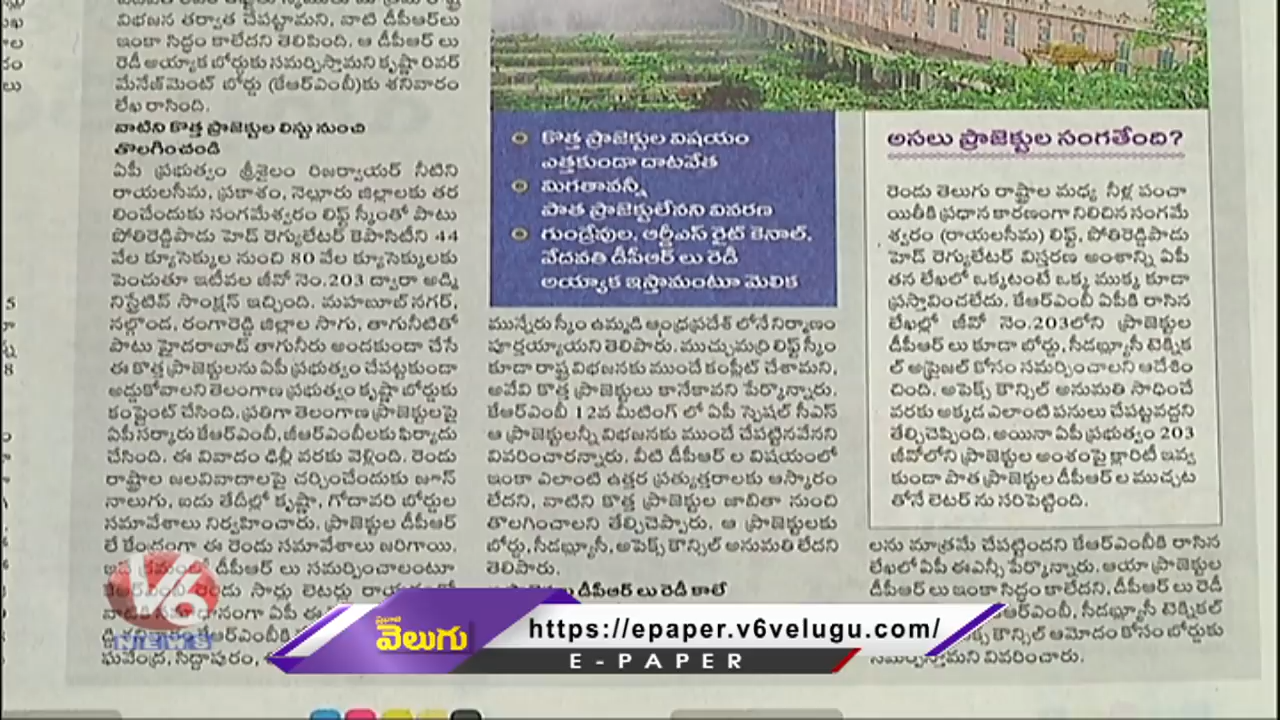 విభజన తర్వాత చేపట్టామని, వాటి డీపీఆర్‌లు
ఇంకా సిద్ధం కాలేదని తెలిపింది. ఆ డీపీఆర్ లు
రెడీ అయ్యాక బోర్డుకు సమర్పిస్తామని కృష్ణా రివర్
మేనేజ్‌మెంట్ బోర్డు (కేఆర్ఎంబీ)కు శనివారం
లేఖ రాసింది.
వాటిని కొత్త ప్రాజెక్టుల లిస్టు నుంచి
తొలగించండి
ఏపీ ప్రభుత్వం శ్రీశైలం రిజర్వాయర్ నీటిని
రాయలసీమ, ప్రకాశం, నెల్లూరు జిల్లాలకు తర
లించేందుకు సంగమేశ్వరం లిఫ్ట్ స్కీంతో పాటు
పోతిరెడ్డిపాడు హెడ్ రెగ్యులేటర్ కెపాసిటీని 44
వేల క్యూసెక్కుల నుంచి 80 వేల క్యూసెక్కులకు
పెంచుతూ ఇటీవల జీవో నెం.203 ద్వారా అడ్మి
నిస్ట్రేటివ్ సాంక్షన్ ఇచ్చింది. మహబూబ్ నగర్,
నల్గొండ, రంగారెడ్డి జిల్లాల సాగు, తాగునీటితో
పాటు హైదరాబాద్ తాగునీరు అందకుండా చేసే
ఈ కొత్త ప్రాజెక్టులను ఏపీ ప్రభుత్వం చేపట్టకుండా
అడ్డుకోవాలని తెలంగాణ ప్రభుత్వం కృష్ణా బోర్డుకు
కంప్లైంట్ చేసింది. ప్రతిగా తెలంగాణ ప్రాజెక్టులపై
ఏపీ సర్కారు కేఆర్ఎంబీ, జీఆర్ఎంబీలకు ఫిర్యాదు
చేసింది. ఈ వివాదం ఢిల్లీ వరకు వెళ్లింది. రెండు
రాష్ట్రాల జలవివాదాలపై చర్చించేందుకు జూన్
నాలుగు, ఐదు తేదీల్లో కృష్ణా, గోదావరి బోర్డుల
సమావేశాలు నిర్వహించారు. ప్రాజెక్టుల డీపీఆర్
లే కేంద్రంగా ఈ రెండు సమావేశాలు జరిగాయి.
డీపీఆర్ లు సమర్పించాలంటూ
రెండు సార్లు లెటర్లు
ఘవేంద్ర, సిద్ధాపురం,
కొత్త ప్రాజెక్టుల విషయం
ఎత్తకుండా దాటవేత
మిగతావన్నీ
పాత ప్రాజెక్టులేనని వివరణ
గుండ్రేవుల, ఆర్డీఎస్ రైట్ కెనాల్,
వేదవతి డీపీఆర్ లు రెడీ
అయ్యాక ఇస్తామంటూ మెలిక
మున్నేరు స్కీం ఉమ్మడి ఆంధ్రప్రదేశ్ లోనే నిర్మాణం
పూర్తయ్యాయని తెలిపారు. ముచ్చుమర్రి లిఫ్ట్ స్కీం
కూడా రాష్ట్ర విభజనకు ముందే కంప్లీట్ చేశామని,
అవేవి కొత్త ప్రాజెక్టులు కానేకావని పేర్కొన్నారు.
కేఆర్ఎంబీ 12వ మీటింగ్ లో ఏపీ స్పెషల్ సీఎస్
ఆ ప్రాజెక్టులన్నీ విభజనకు ముందే చేపట్టినవేనని
వివరించారన్నారు. వీటి డీపీఆర్ ల విషయంలో
ఇంకా ఎలాంటి ఉత్తర ప్రత్యుత్తరాలకు ఆస్కారం
లేదని, వాటిని కొత్త ప్రాజెక్టుల జాబితా నుంచి
తొలగించాలని తేల్చిచెప్పారు. ఆ ప్రాజెక్టులకు
బోర్డు, సీడబ్ల్యూసీ, అపెక్స్ కౌన్సిల్ అనుమతి లేదని
తెలిపారు.
డీపీఆర్ లు రెడీ కాలే
అసలు ప్రాజెక్టుల సంగతేంది?
రెండు తెలుగు రాష్ట్రాల మధ్య నీళ్ల పంచా
యితీకి ప్రధాన కారణంగా నిలిచిన సంగమే
శ్వరం (రాయలసీమ) లిఫ్ట్, పోతిరెడ్డిపాడు
హెడ్ రెగ్యులేటర్ విస్తరణ అంశాన్ని ఏపీ
తన లేఖలో ఒక్కటంటే ఒక్క ముక్క కూడా
ప్రస్తావించలేదు. కేఆర్ఎంబీ ఏపీకి రాసిన
లేఖల్లో జీవో నెం.203లోని ప్రాజెక్టుల
డీపీఆర్ లు కూడా బోర్డు, సీడబ్ల్యూసీ టెక్నిక
ల్ అప్రైజల్ కోసం సమర్పించాలని ఆదేశిం
చింది. అపెక్స్ కౌన్సిల్ అనుమతి సాధించే
వరకు అక్కడ ఎలాంటి పనులు చేపట్టవద్దని
తేల్చిచెప్పింది. అయినా ఏపీ ప్రభుత్వం 203
జీవోలోని ప్రాజెక్టుల అంశంపై క్లారిటీ ఇవ్వ
కుండా పాత ప్రాజెక్టుల డీపీఆర్ ల ముచ్చట
తోనే లెటర్ ను సరిపెట్టింది.
లను మాత్రమే చేపట్టిందని కేఆర్ఎంబీకి రాసిన
లేఖలో ఏపీ ఈఎన్సీ పేర్కొన్నారు. ఆయా ప్రాజెక్టుల
డీపీఆర్ లు ఇంకా సిద్ధం కాలేదని, డీపీఆర్ లు రెడీ
ఆర్ఎంబీ, సీడబ్ల్యూసీ టెక్నికల్
కౌన్సిల్ ఆమోదం కోసం బోర్డుకు
సమర్పిస్తామని వివరించారు.
V6
NEWS
వెలుగు
https://epaper.v6velugu.com/
E-PAPER